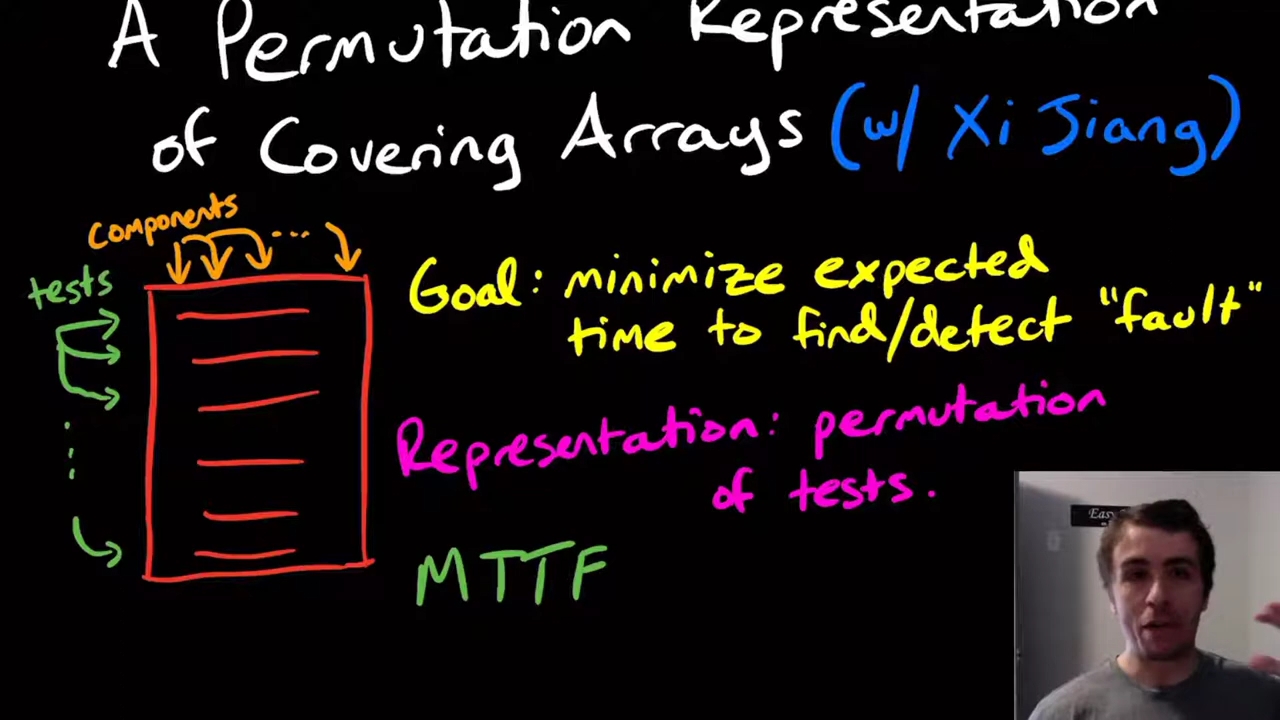 A Permutation Representation
of Covering Arrays (w/ Xi Jiang)
components
...
tests
Goal: minimize expected
time to find/detect "fault"
Representation: permutation
of tests.
MTTF
Easy